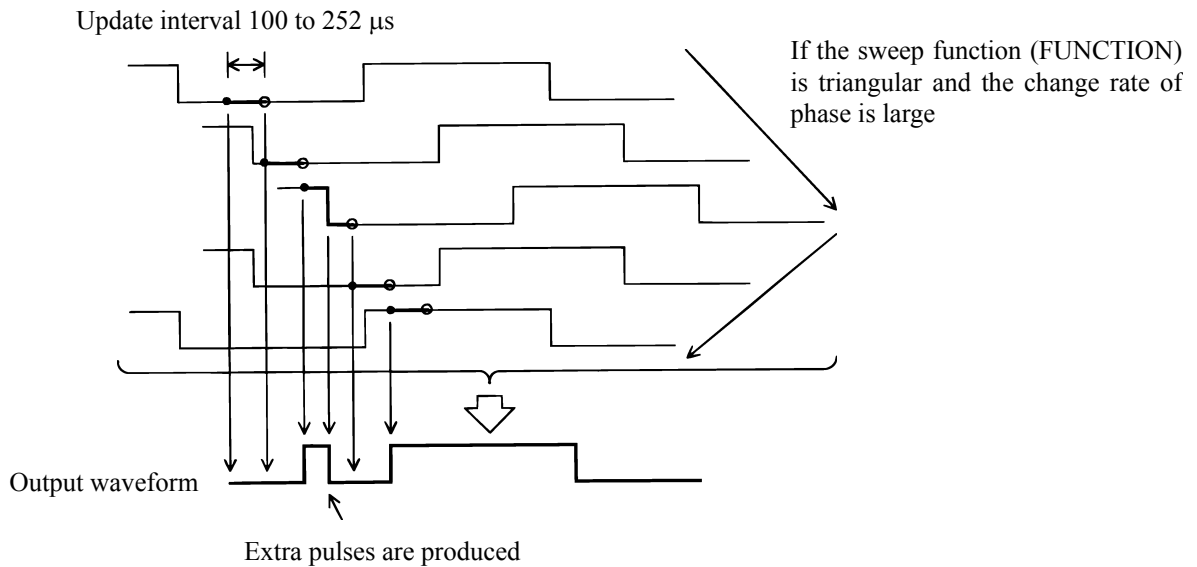 Update interval 100 to 252 μs
If the sweep function (FUNCTION)
is triangular and the change rate of
phase is large
Output waveform
Extra pulses are produced